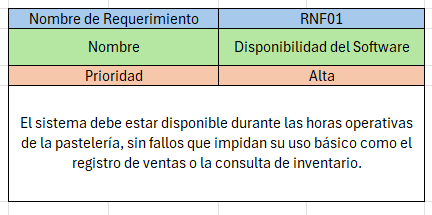 Nombre de Requerimiento RNF01
Nombre Disponibilidad del Software
Prioridad Alta
El sistema debe estar disponible durante las horas operativas
de la pastelería, sin fallos que impidan su uso básico como el
registro de ventas o la consulta de inventario.